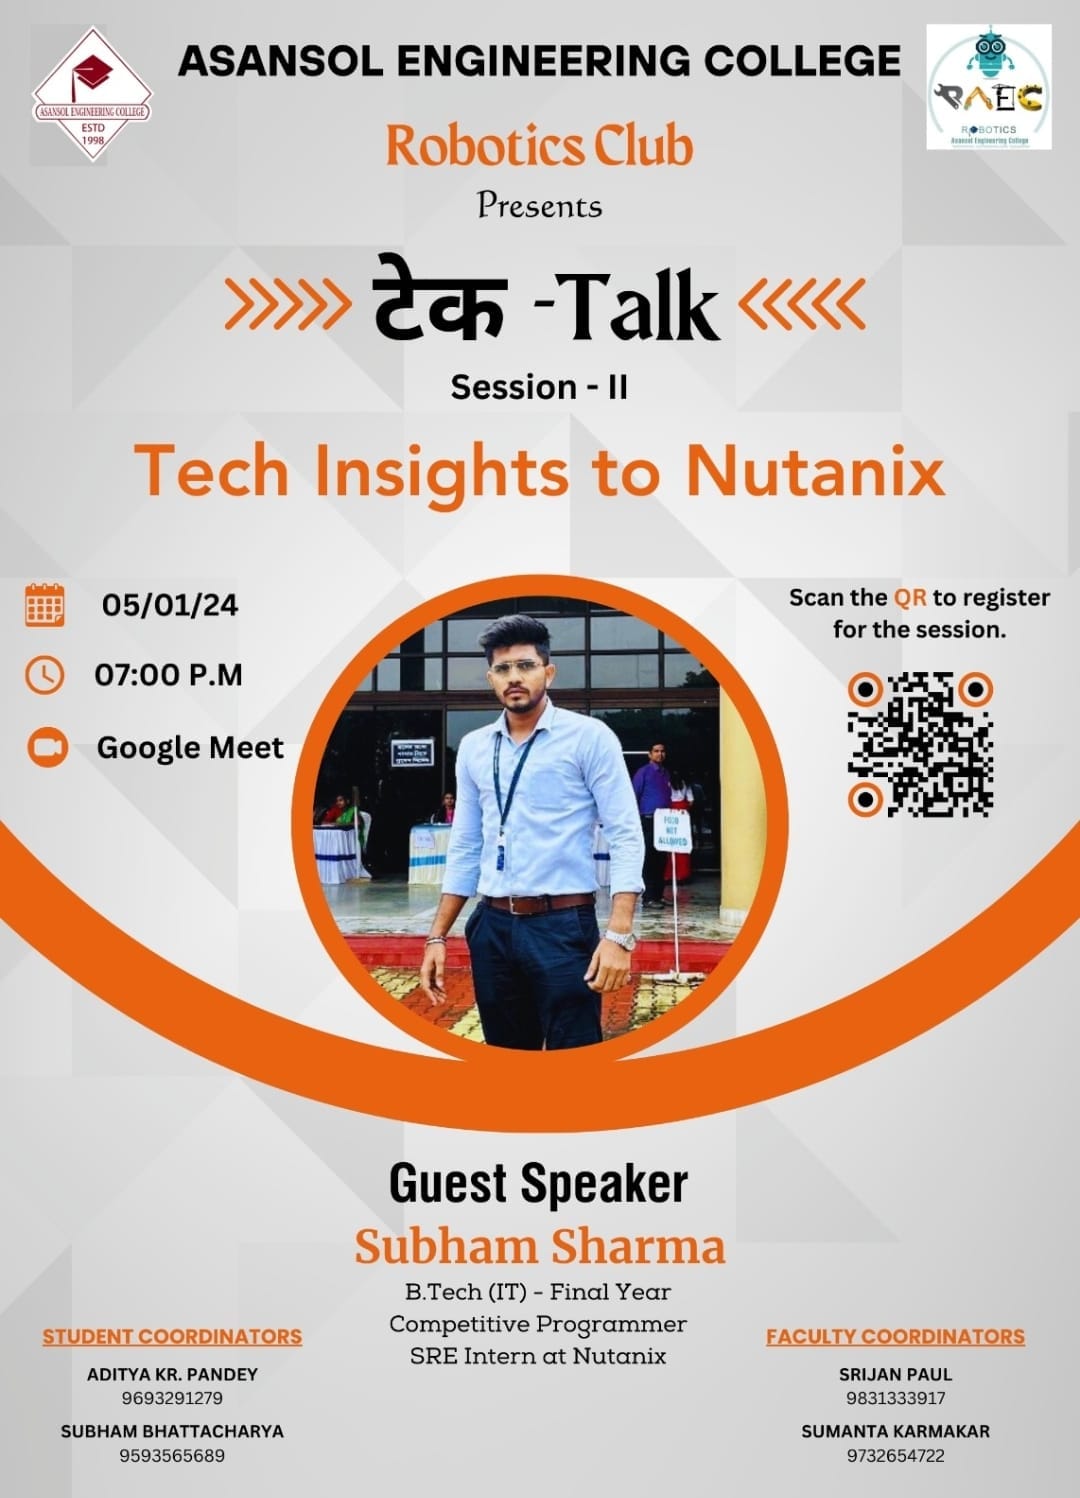 ASANSOL ENGINEERING COLLEGE
ASANSOL ENGINEERING COLLEGE
ESTD
1998
RAEC
ROBOTICS
Asansol Engineering College
Robotics Club
Presents
टेक -Talk
Session - II
Tech Insights to Nutanix
05/01/24
07:00 P.M
Google Meet
Scan the QR to register
for the session.
FOOD
NOT
ALLOWED
Guest Speaker
Subham Sharma
B.Tech (IT) - Final Year
Competitive Programmer
SRE Intern at Nutanix
STUDENT COORDINATORS
ADITYA KR. PANDEY
9693291279
SUBHAM BHATTACHARYA
9593565689
FACULTY COORDINATORS
SRIJAN PAUL
9831333917
SUMANTA KARMAKAR
9732654722